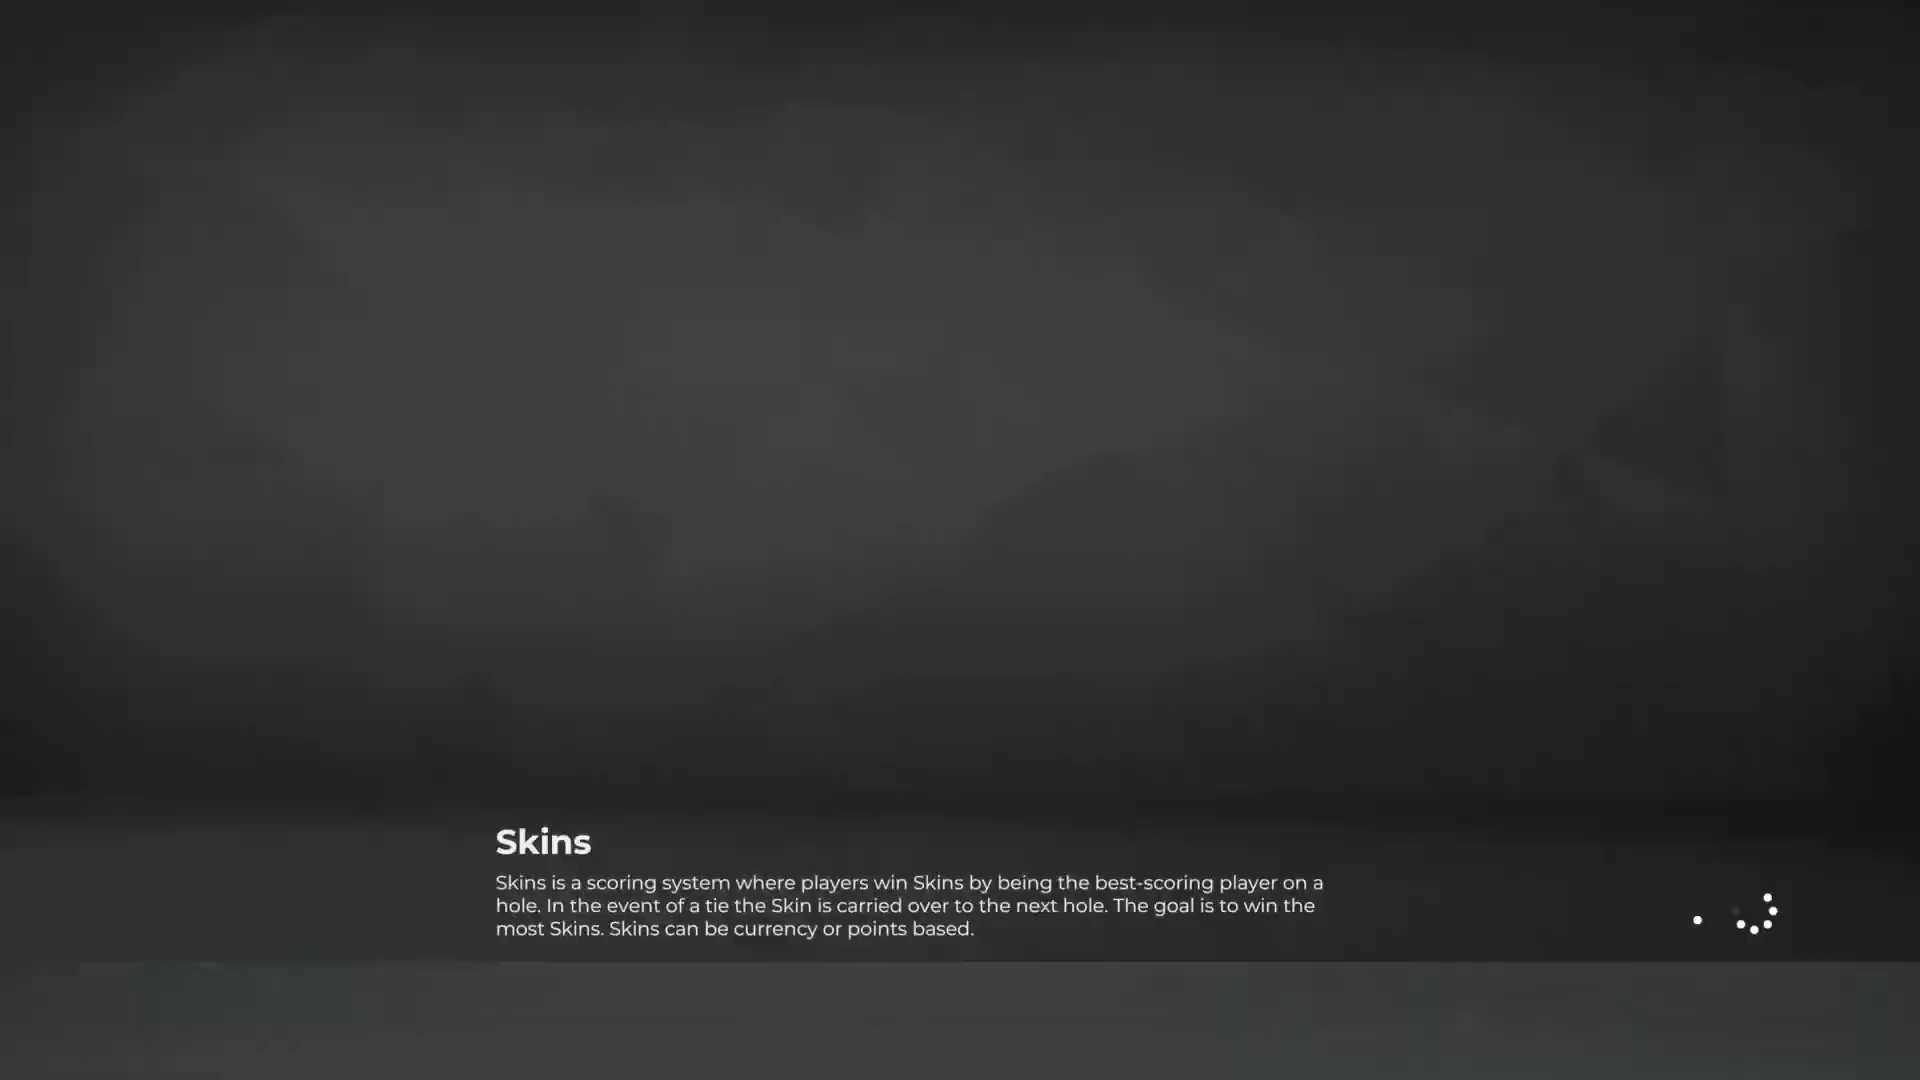 Skins
Skins is a scoring system where players win Skins by being the best-scoring player on a
hole. In the event of a tie the Skin is carried over to the next hole. The goal is to win the
most Skins. Skins can be currency or points based.